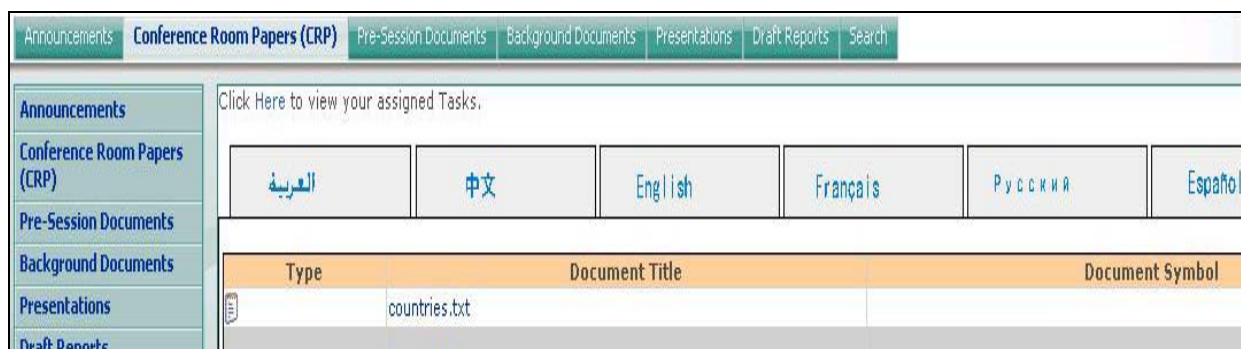 Announcements Conference Room Papers (CRP) Pre-Session Documents Background Documents Presentations Draft Reports Search
Announcements
Conference Room Papers
(CRP)
Pre-Session Documents
Background Documents
Presentations
Draft Reports
Click Here to view your assigned Tasks.
العربية 中文 English Français Русский Español
Type Document Title Document Symbol
countries.txt